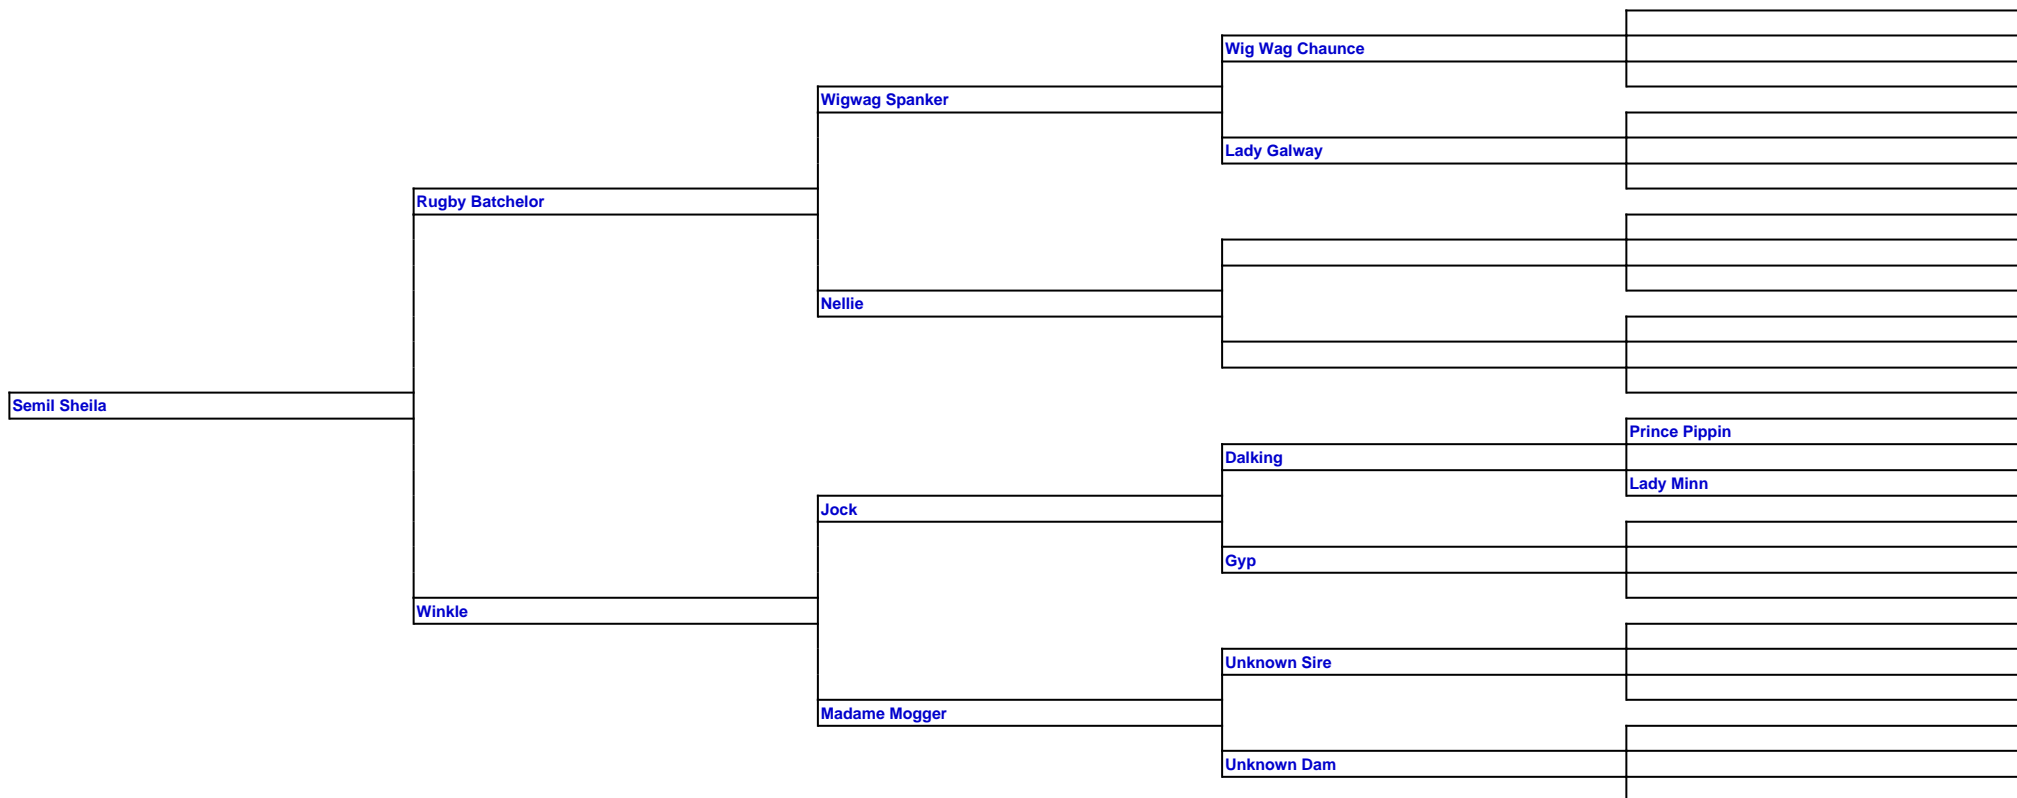 Wig Wag Chaunce
Wigwag Spanker
Lady Galway
Rugby Batchelor
Nellie
Semil Sheila
Prince Pippin
Dalking
Lady Minn
Jock
Gyp
Winkle
Unknown Sire
Madame Mogger
Unknown Dam